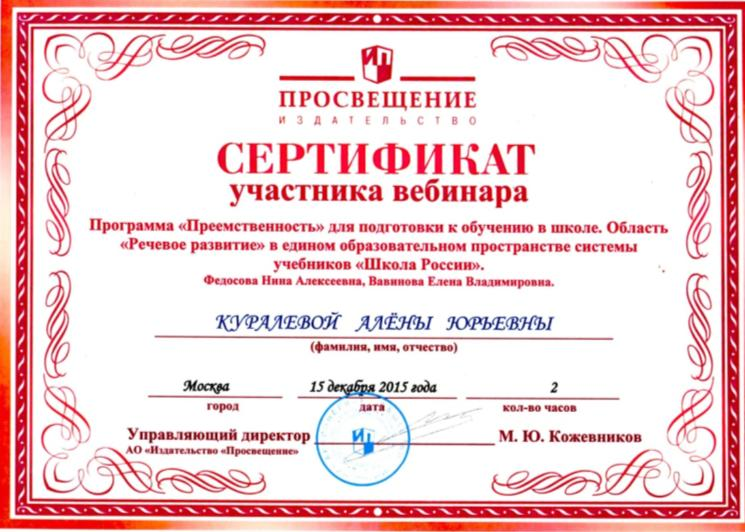 ИП
ПРОСВЕЩЕНИЕ
ИЗДАТЕЛЬСТВО
СЕРТИФИКАТ
участника вебинара
Программа «Преемственность» для подготовки к обучению в школе. Область
«Речевое развитие» в едином образовательном пространстве системы
учебников «Школа России».
Федосова Нина Алексеевна, Вавинова Елена Владимировна.
КУРАЛЕВОЙ АЛЁНЫ ЮРЬЕВНЫ
(фамилия, имя, отчество)
Москва 15 декабря 2015 года 2
город дата кол-во часов
Управляющий директор М. Ю. Кожевников
АО «Издательство «Просвещение»
ИП